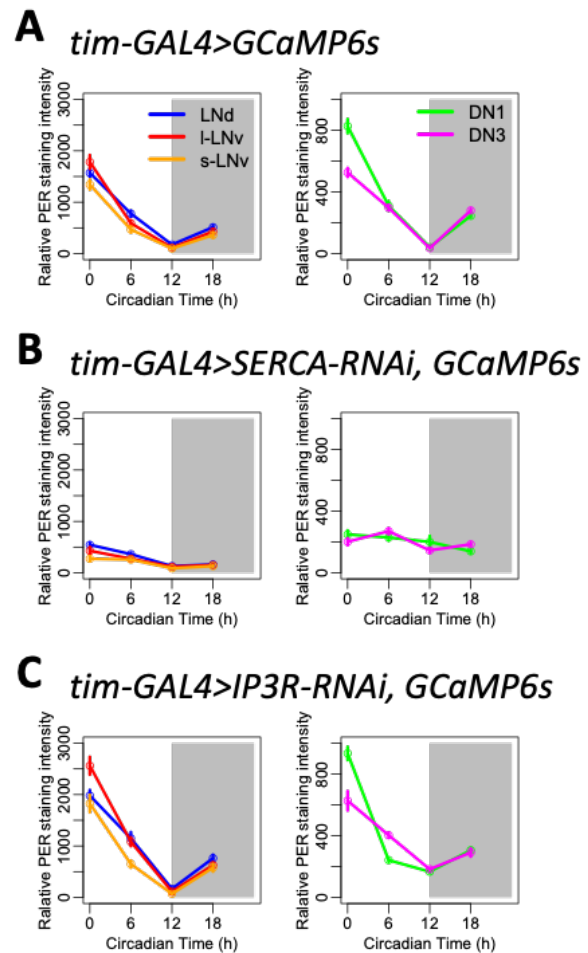 A tim-GAL4>GCaMP6s
Ralative PER staining intensity
0 1000 2000 3000
LNd
l-LNv
s-LNv
0 6 12 18
Circadian Time (h)
Ralative PER staining intensity
0 400 800
DN1
DN3
0 6 12 18
Circadian Time (h)
B tim-GAL4>SERCA-RNAi, GCaMP6s
Ralative PER staining intensity
0 1000 2000 3000
0 6 12 18
Circadian Time (h)
Ralative PER staining intensity
0 400 800
0 6 12 18
Circadian Time (h)
C tim-GAL4>IP3R-RNAi, GCaMP6s
Ralative PER staining intensity
0 1000 2000 3000
0 6 12 18
Circadian Time (h)
Ralative PER staining intensity
0 400 800
0 6 12 18
Circadian Time (h)